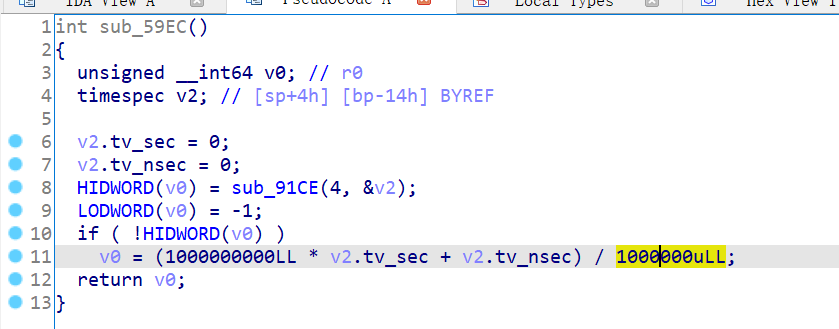 IDA View A Pseudocode A Local Types Hex View 1
1 int sub_59EC()
2 {
3 unsigned __int64 v0; // r0
4 timespec v2; // [sp+4h] [bp-14h] BYREF
5
6 v2.tv_sec = 0;
7 v2.tv_nsec = 0;
8 HIDWORD(v0) = sub_91CE(4, &v2);
9 LODWORD(v0) = -1;
10 if ( !HIDWORD(v0) )
11 v0 = (1000000000LL * v2.tv_sec + v2.tv_nsec) / 1000000uLL;
12 return v0;
13 }